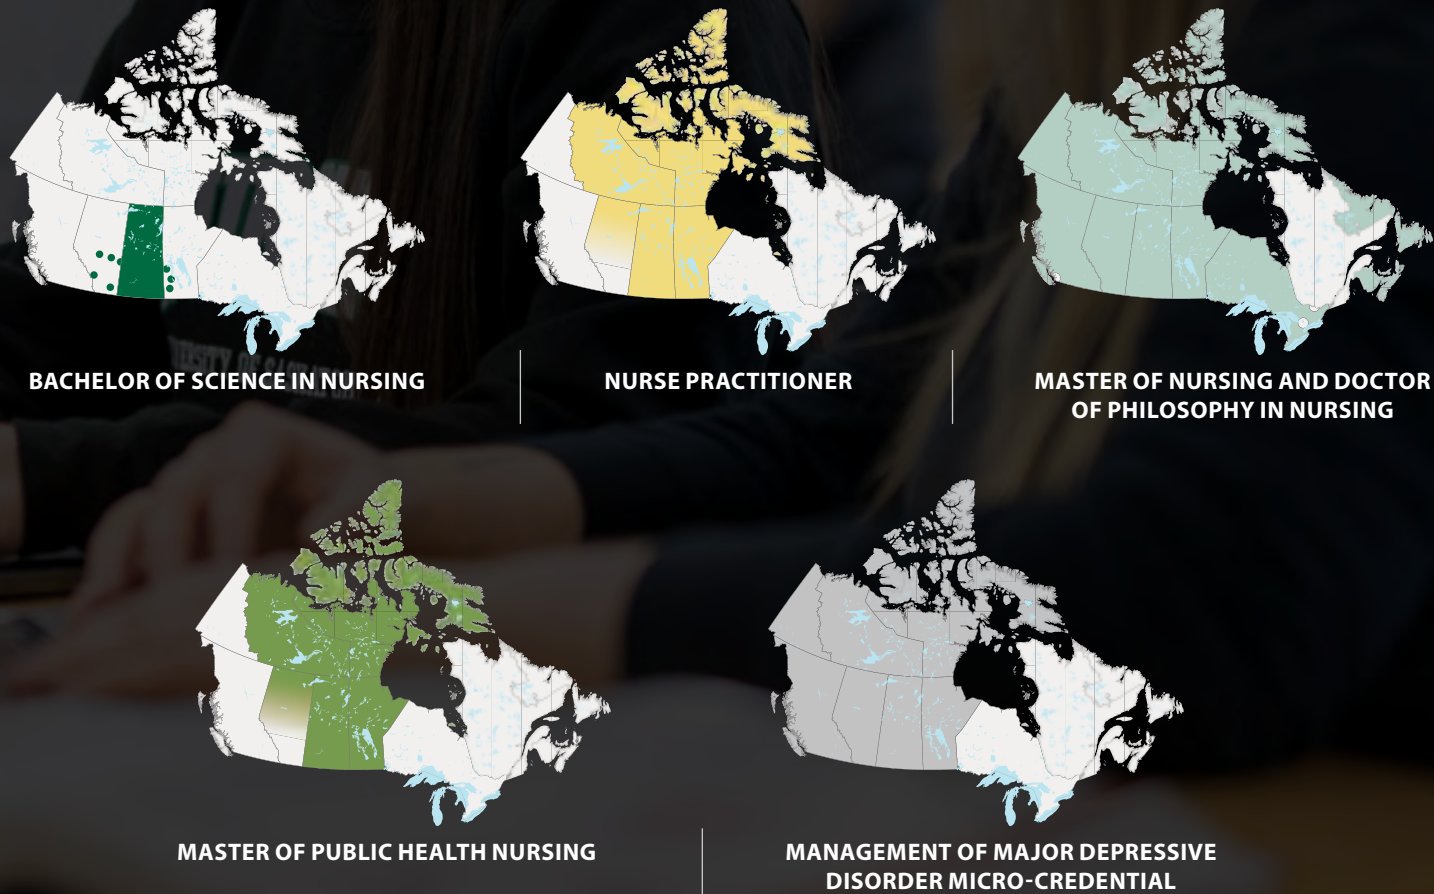 BACHELOR OF SCIENCE IN NURSING
NURSE PRACTITIONER
MASTER OF NURSING AND DOCTOR
OF PHILOSOPHY IN NURSING
MASTER OF PUBLIC HEALTH NURSING
MANAGEMENT OF MAJOR DEPRESSIVE
DISORDER MICRO-CREDENTIAL